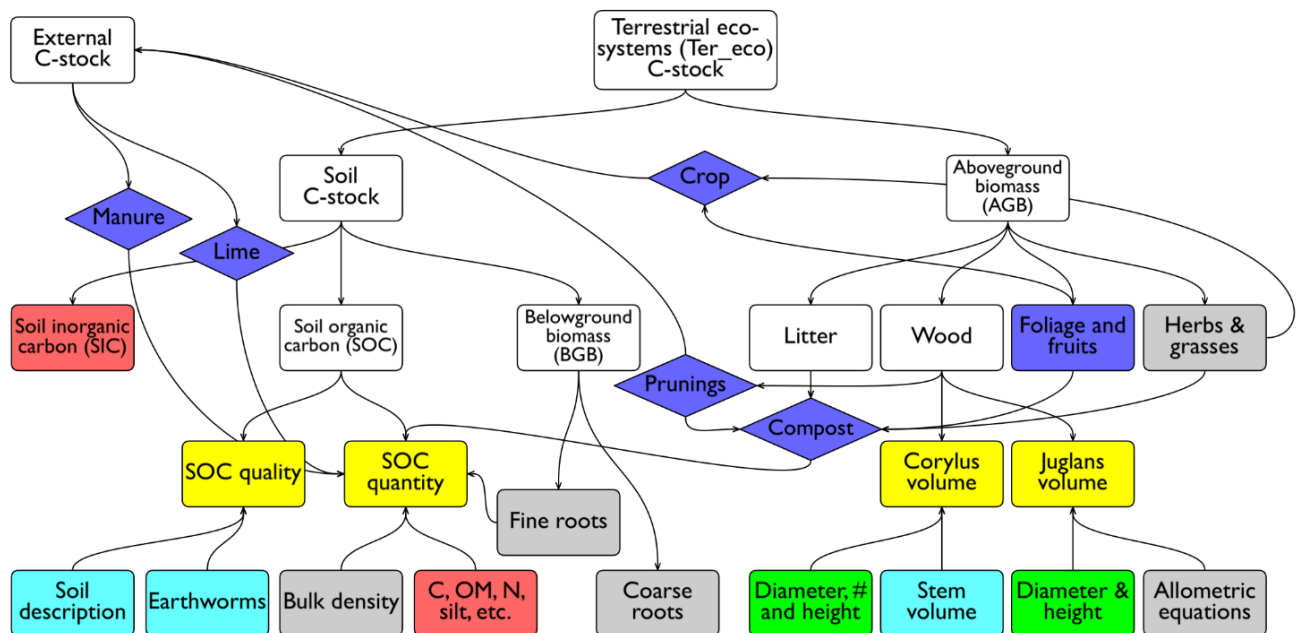 External
C-stock
Terrestrial eco-
systems (Ter_eco)
C-stock
Soil
C-stock
Crop
Aboveground
biomass
(AGB)
Manure
Lime
Soil inorganic
carbon (SIC)
Soil organic
carbon (SOC)
Belowground
biomass
(BGB)
Litter
Wood
Foliage and
fruits
Herbs &
grasses
Prunings
Compost
SOC quality
SOC
quantity
Corylus
volume
Juglans
volume
Fine roots
Soil
description
Earthworms
Bulk density
C, OM, N,
silt, etc.
Coarse
roots
Diameter, #
and height
Stem
volume
Diameter &
height
Allometric
equations